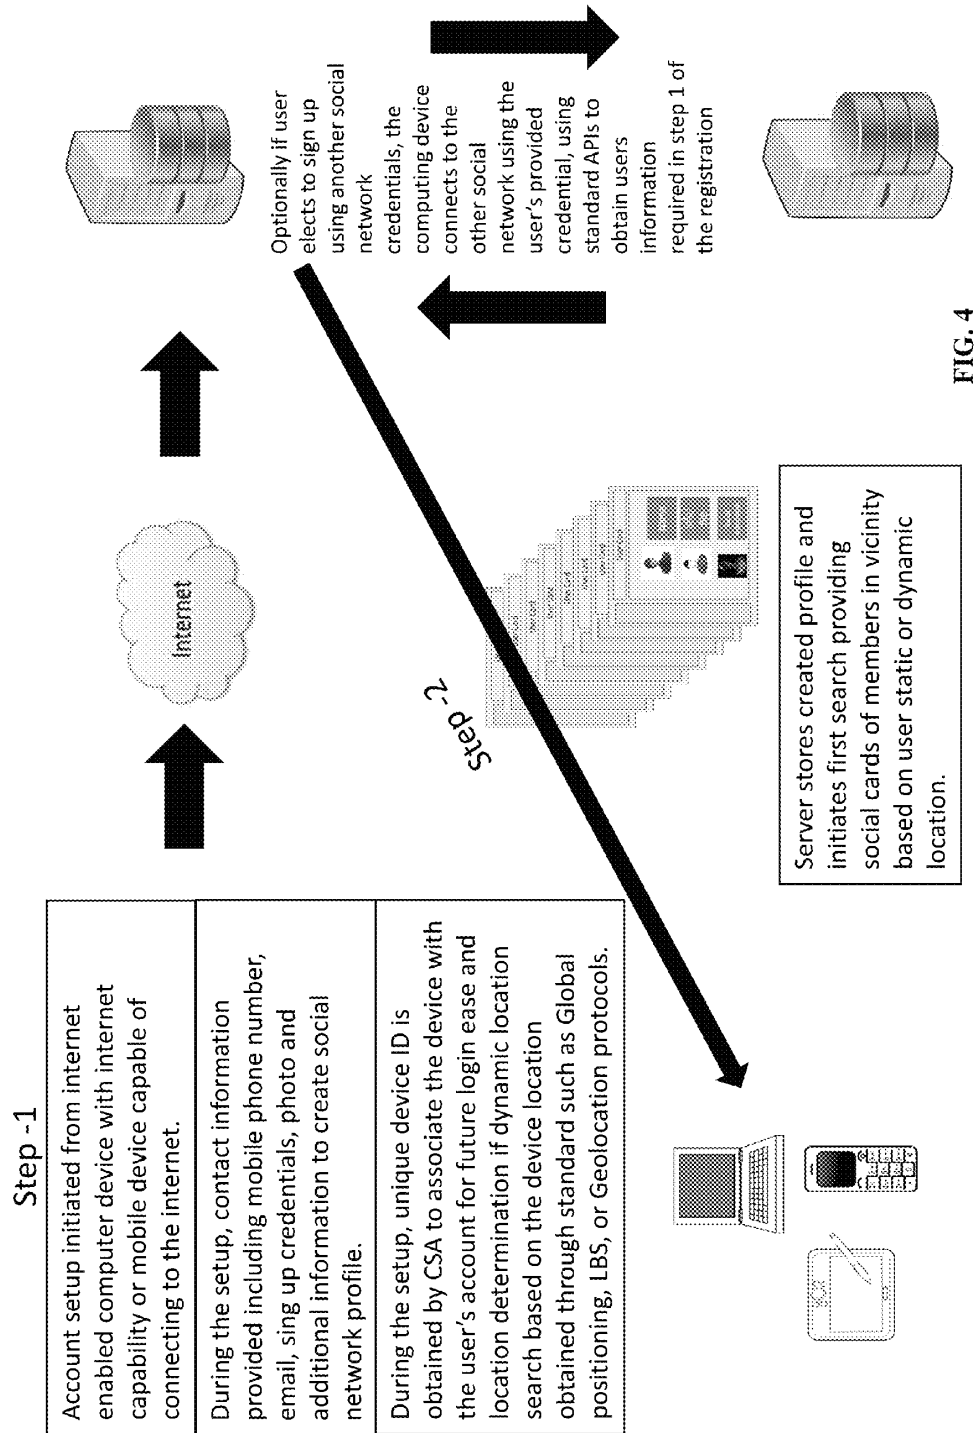 Step -1
Account setup initiated from internet
enabled computer device with internet
capability or mobile device capable of
connecting to the internet.
During the setup, contact information
provided including mobile phone number,
email, sing up credentials, photo and
additional information to create social
network profile.
During the setup, unique device ID is
obtained by CSA to associate the device with
the user's account for future login ease and
location determination if dynamic location
search based on the device location
obtained through standard such as Global
positioning, LBS, or Geolocation protocols.
Internet
Optionally if user
elects to sign up
using another social
network
credentials, the
computing device
connects to the
other social
network using the
user's provided
credential, using
standard APIs to
obtain users
information
required in step 1 of
the registration
Step -2
Server stores created profile and
initiates first search providing
social cards of members in vicinity
based on user static or dynamic
location.
FIG. 4